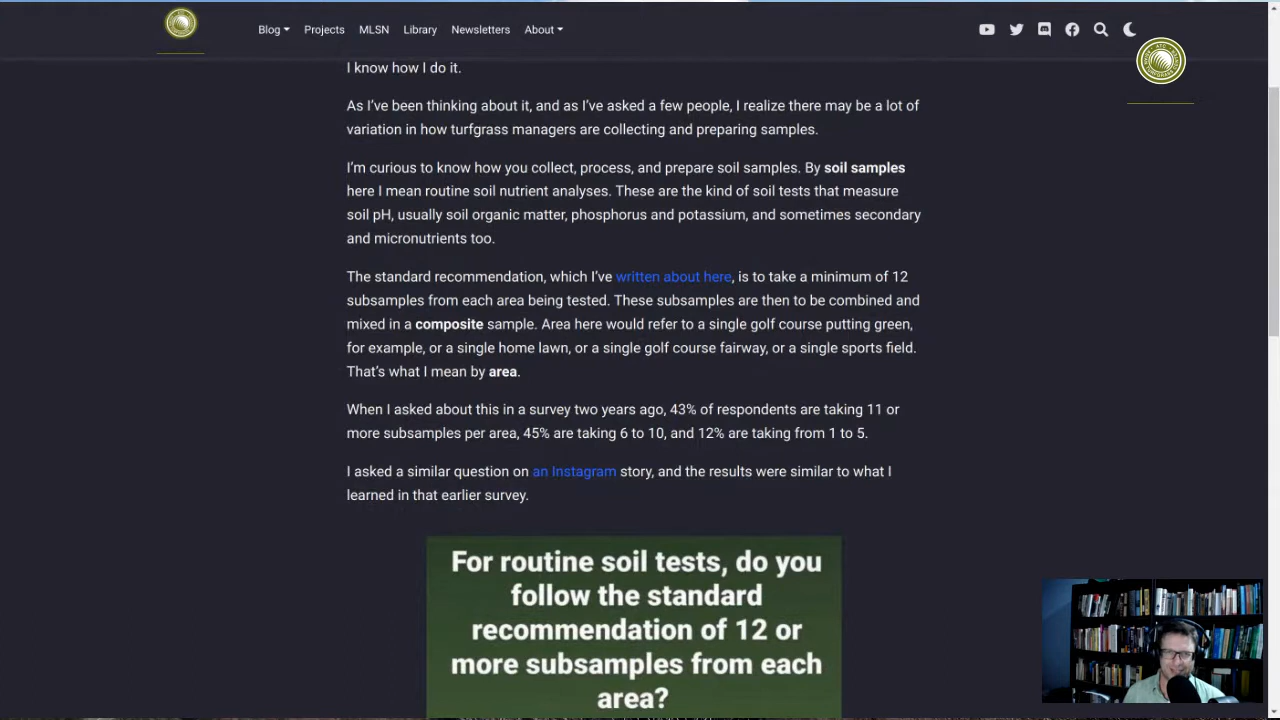 Blog Projects MLSN Library Newsletters About
I know how I do it.
As I've been thinking about it, and as I've asked a few people, I realize there may be a lot of
variation in how turfgrass managers are collecting and preparing samples.
I'm curious to know how you collect, process, and prepare soil samples. By soil samples
here I mean routine soil nutrient analyses. These are the kind of soil tests that measure
soil pH, usually soil organic matter, phosphorus and potassium, and sometimes secondary
and micronutrients too.
The standard recommendation, which I've written about here, is to take a minimum of 12
subsamples from each area being tested. These subsamples are then to be combined and
mixed in a composite sample. Area here would refer to a single golf course putting green,
for example, or a single home lawn, or a single golf course fairway, or a single sports field.
That's what I mean by area.
When I asked about this in a survey two years ago, 43% of respondents are taking 11 or
more subsamples per area, 45% are taking 6 to 10, and 12% are taking from 1 to 5.
I asked a similar question on an Instagram story, and the results were similar to what I
learned in that earlier survey.
For routine soil tests, do you
follow the standard
recommendation of 12 or
more subsamples from each
area?